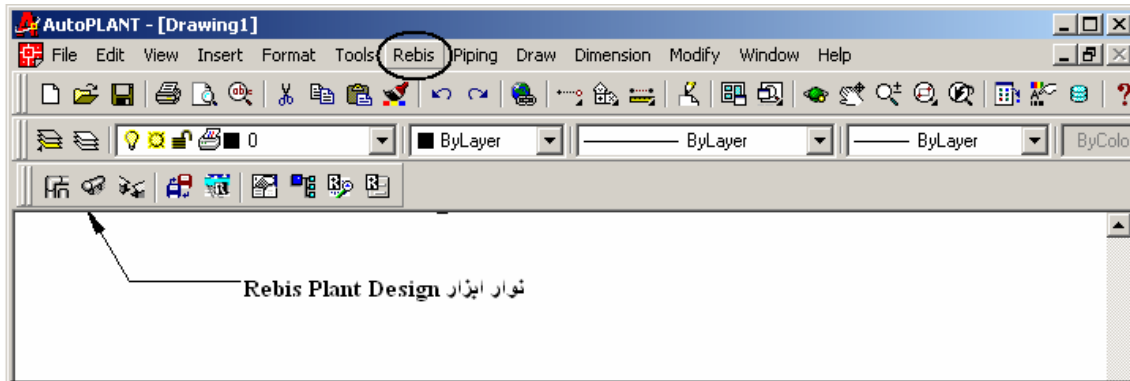 AutoPLANT - [Drawing1]
File Edit View Insert Format Tools Rebis Piping Draw Dimension Modify Window Help
0 ByLayer ByLayer ByLayer ByColo
نوار ابزار Rebis Plant Design